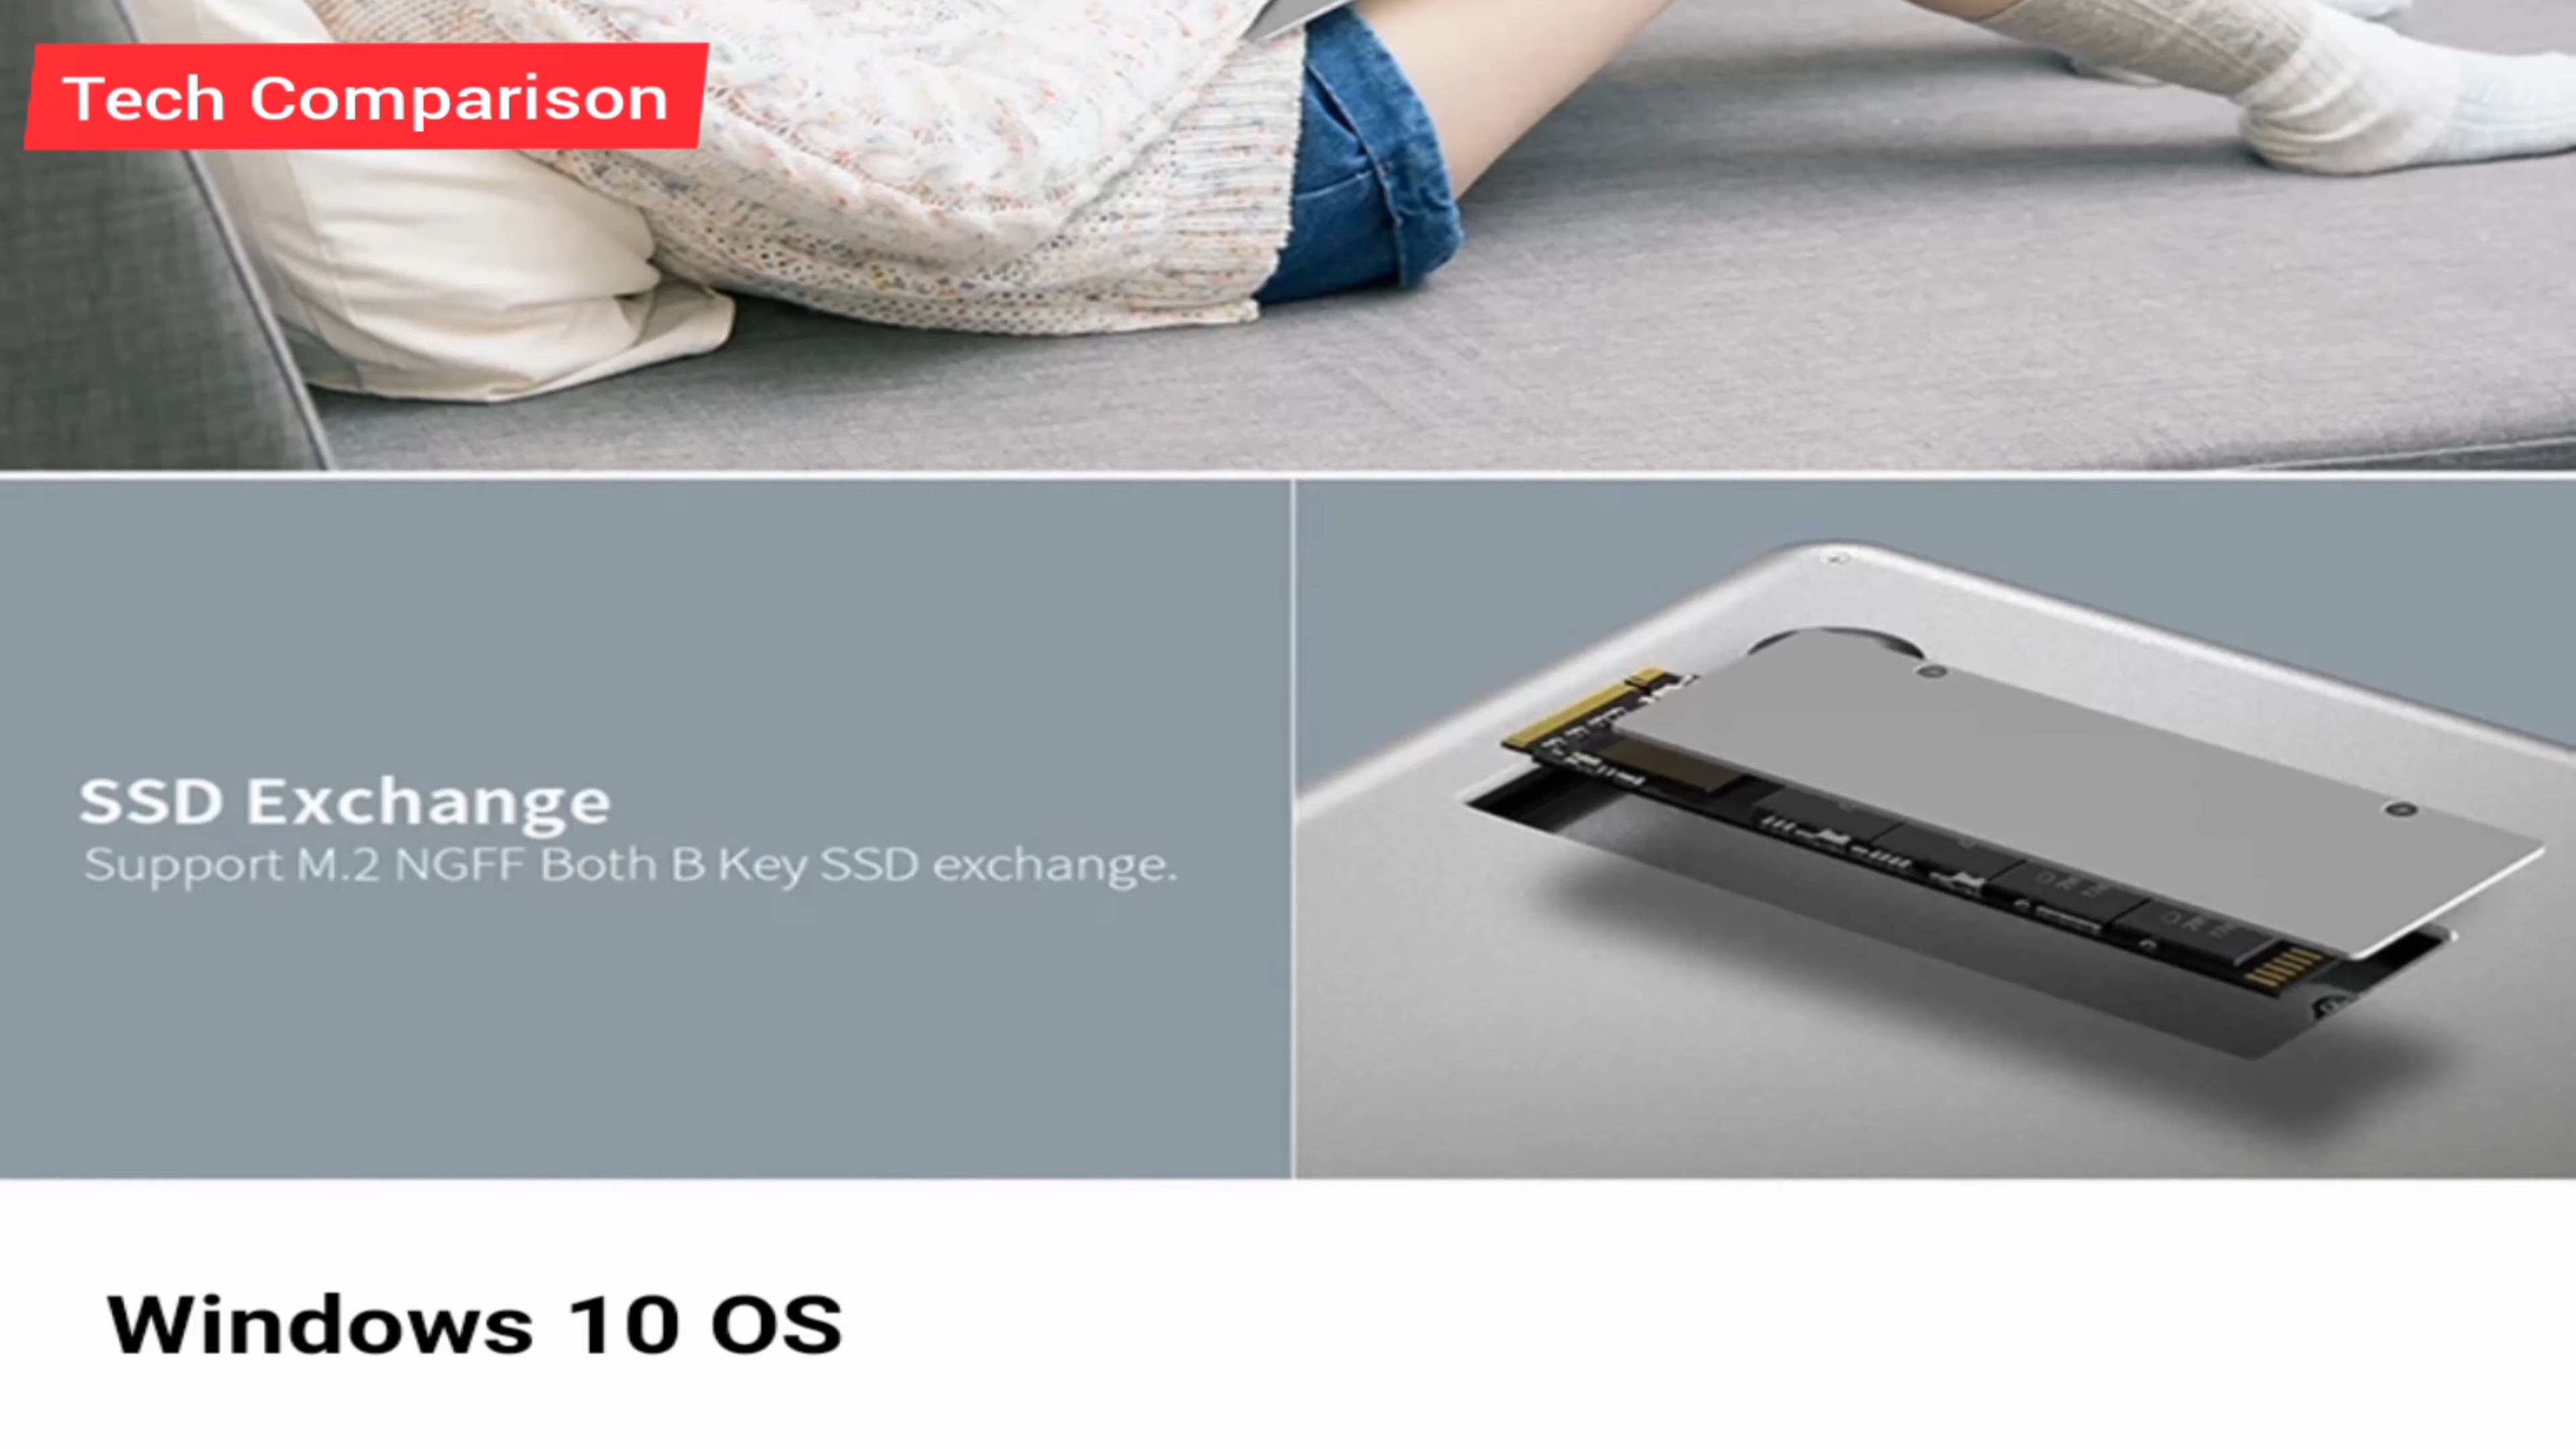 Tech Comparison
SSD Exchange
Support M.2 NGFF Both B Key SSD exchange.
Windows 10 OS